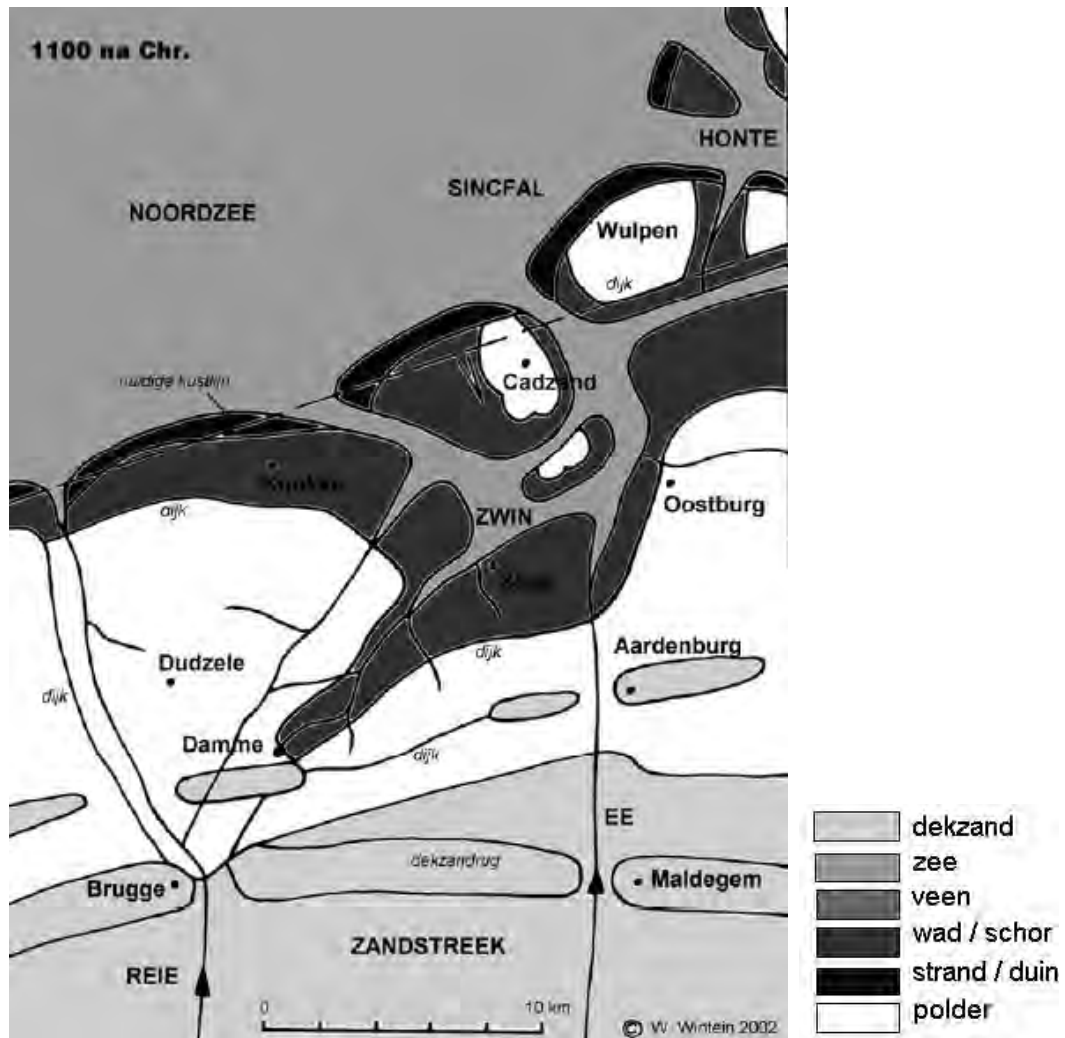 1100 na Chr.
HONTE
SINCFAL
NOORDZEE
Wulpen
dijk
Cadzand
kustlijn
dijk
ZWIN
Oostburg
Aardenburg
dijk
Dudzele
dijk
Damme
dijk
EE
dekzandrug
Brugge
Maldegem
ZANDSTREEK
REIE
0 10 km
© W. Wintein 2002
dekzand
zee
veen
wad / schor
strand / duin
polder